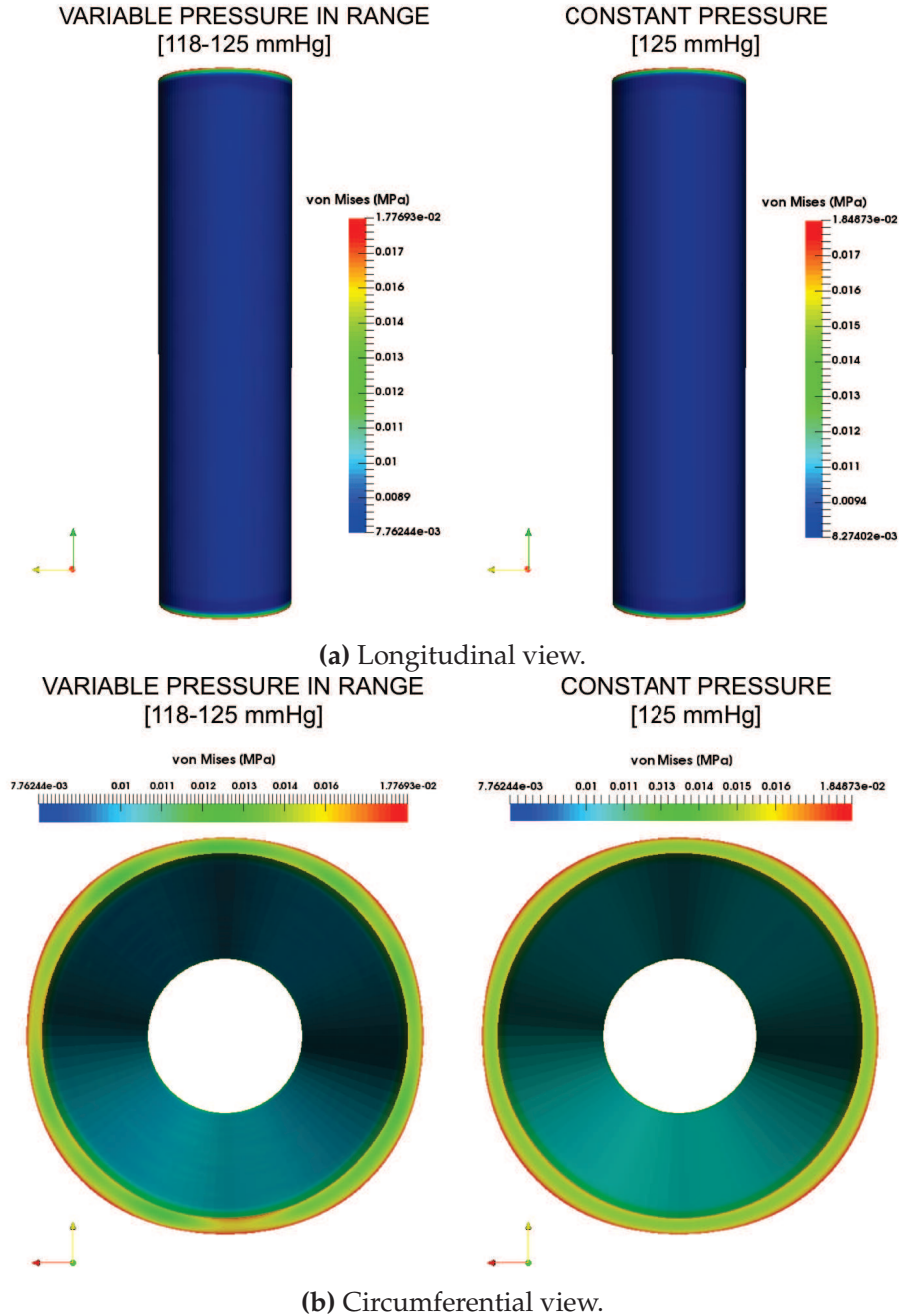 VARIABLE PRESSURE IN RANGE
[118-125 mmHg]
CONSTANT PRESSURE
[125 mmHg]
von Mises (MPa)
1.77693e-02
0.017
0.016
0.014
0.013
0.012
0.011
0.01
0.0089
7.76244e-03
von Mises (MPa)
1.84873e-02
0.017
0.016
0.015
0.014
0.013
0.012
0.011
0.0094
8.27402e-03
(a) Longitudinal view.
VARIABLE PRESSURE IN RANGE
[118-125 mmHg]
CONSTANT PRESSURE
[125 mmHg]
von Mises (MPa)
7.76244e-03 0.01 0.011 0.012 0.014 0.016 1.77693e-02
von Mises (MPa)
7.76244e-03 0.01 0.011 0.013 0.014 0.015 0.016 1.84873e-02
(b) Circumferential view.